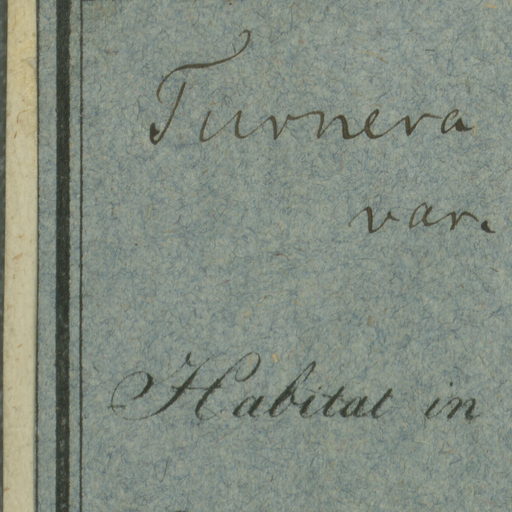 Turnera
var.
Habitat in